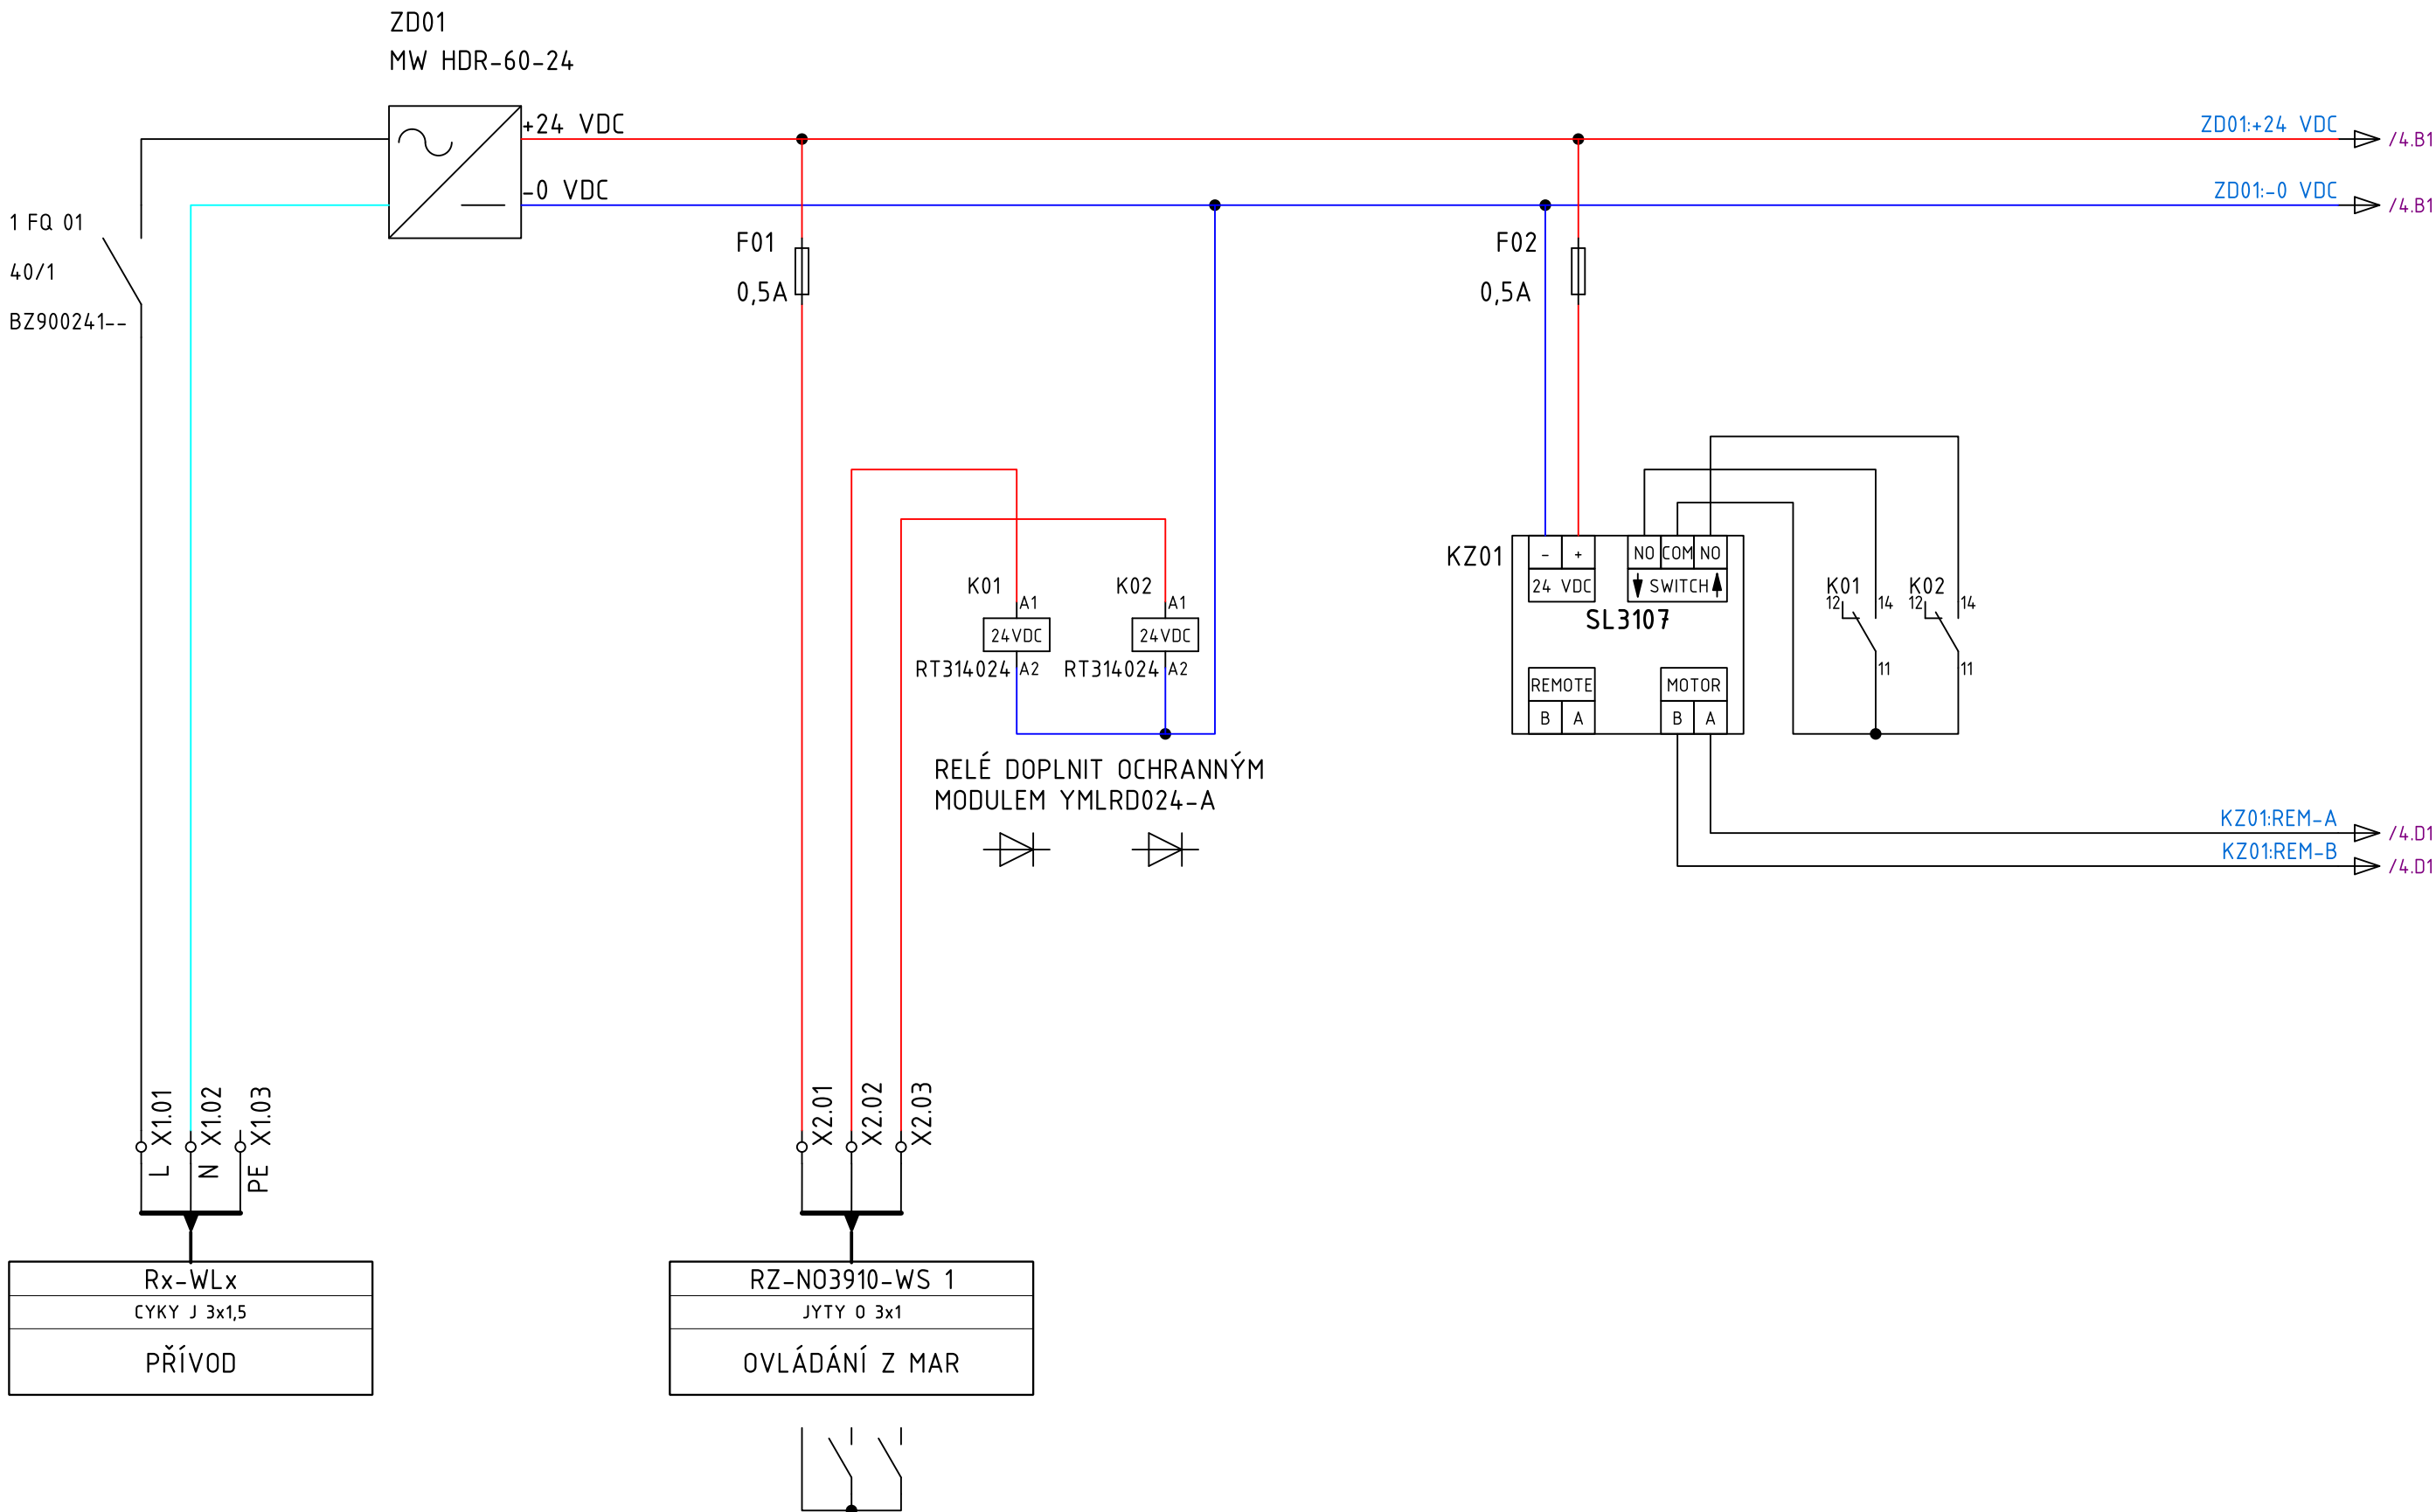 ZD01
MW HDR-60-24
+24 VDC
-0 VDC
ZD01:+24 VDC
/4.B1
ZD01:-0 VDC
/4.B1
1 FQ 01
40/1
BZ900241--
F01
0,5A
F02
0,5A
KZ01
- +
24 VDC
NO COM NO
SWITCH
SL3107
REMOTE
B A
MOTOR
B A
K01
A1
24VDC
RT314024
A2
K02
A1
24VDC
RT314024
A2
K01
12
14
11
K02
12
14
11
RELÉ DOPLNIT OCHRANNÝM
MODULEM YMLRD024-A
KZ01:REM-A
/4.D1
KZ01:REM-B
/4.D1
X1.01
X1.02
X1.03
L
N
PE
X2.01
X2.02
X2.03
Rx-WLx
CYKY J 3x1,5
PŘÍVOD
RZ-NO3910-WS 1
JYTY O 3x1
OVLÁDÁNÍ Z MAR